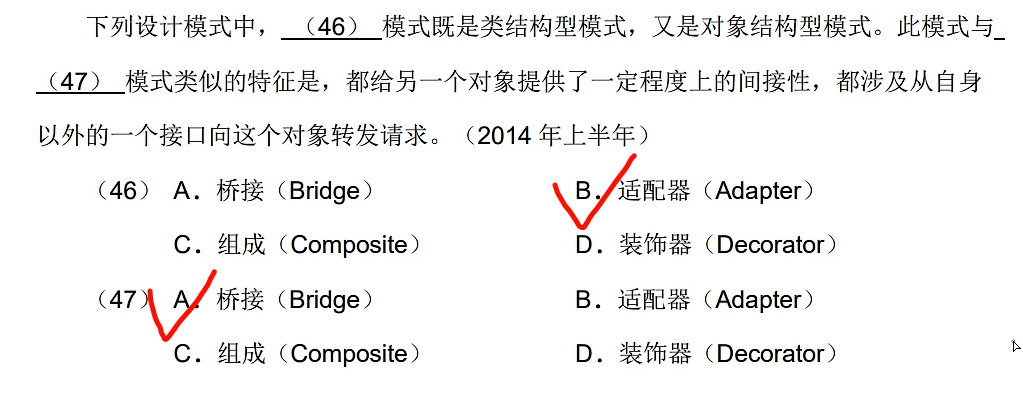 下列设计模式中，（46）模式既是类结构型模式，又是对象结构型模式。此模式与
（47）模式类似的特征是，都给另一个对象提供了一定程度上的间接性，都涉及从自身
以外的一个接口向这个对象转发请求。（2014 年上半年）
（46） A．桥接（Bridge） B．适配器（Adapter）
C．组成（Composite） D．装饰器（Decorator）
（47） A．桥接（Bridge） B．适配器（Adapter）
C．组成（Composite） D．装饰器（Decorator）